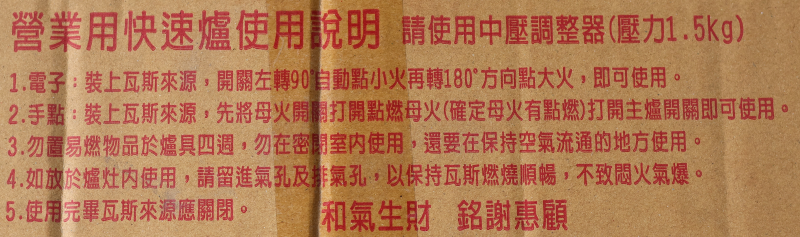 營業用快速爐使用說明 請使用中壓調整器(壓力1.5kg)
1.電子：裝上瓦斯來源，開關左轉90°自動點小火再轉180°方向點大火，即可使用。
2.手點：裝上瓦斯來源，先將母火開關打開點燃母火(確定母火有點燃)打開主爐開關即可使用。
3.勿置易燃物品於爐具四週，勿在密閉室內使用，還要在保持空氣流通的地方使用。
4.如放於爐灶內使用，請留進氣孔及排氣孔，以保持瓦斯燃燒順暢，不致悶火氣爆。
5.使用完畢瓦斯來源應關閉。 和氣生財 銘謝惠顧